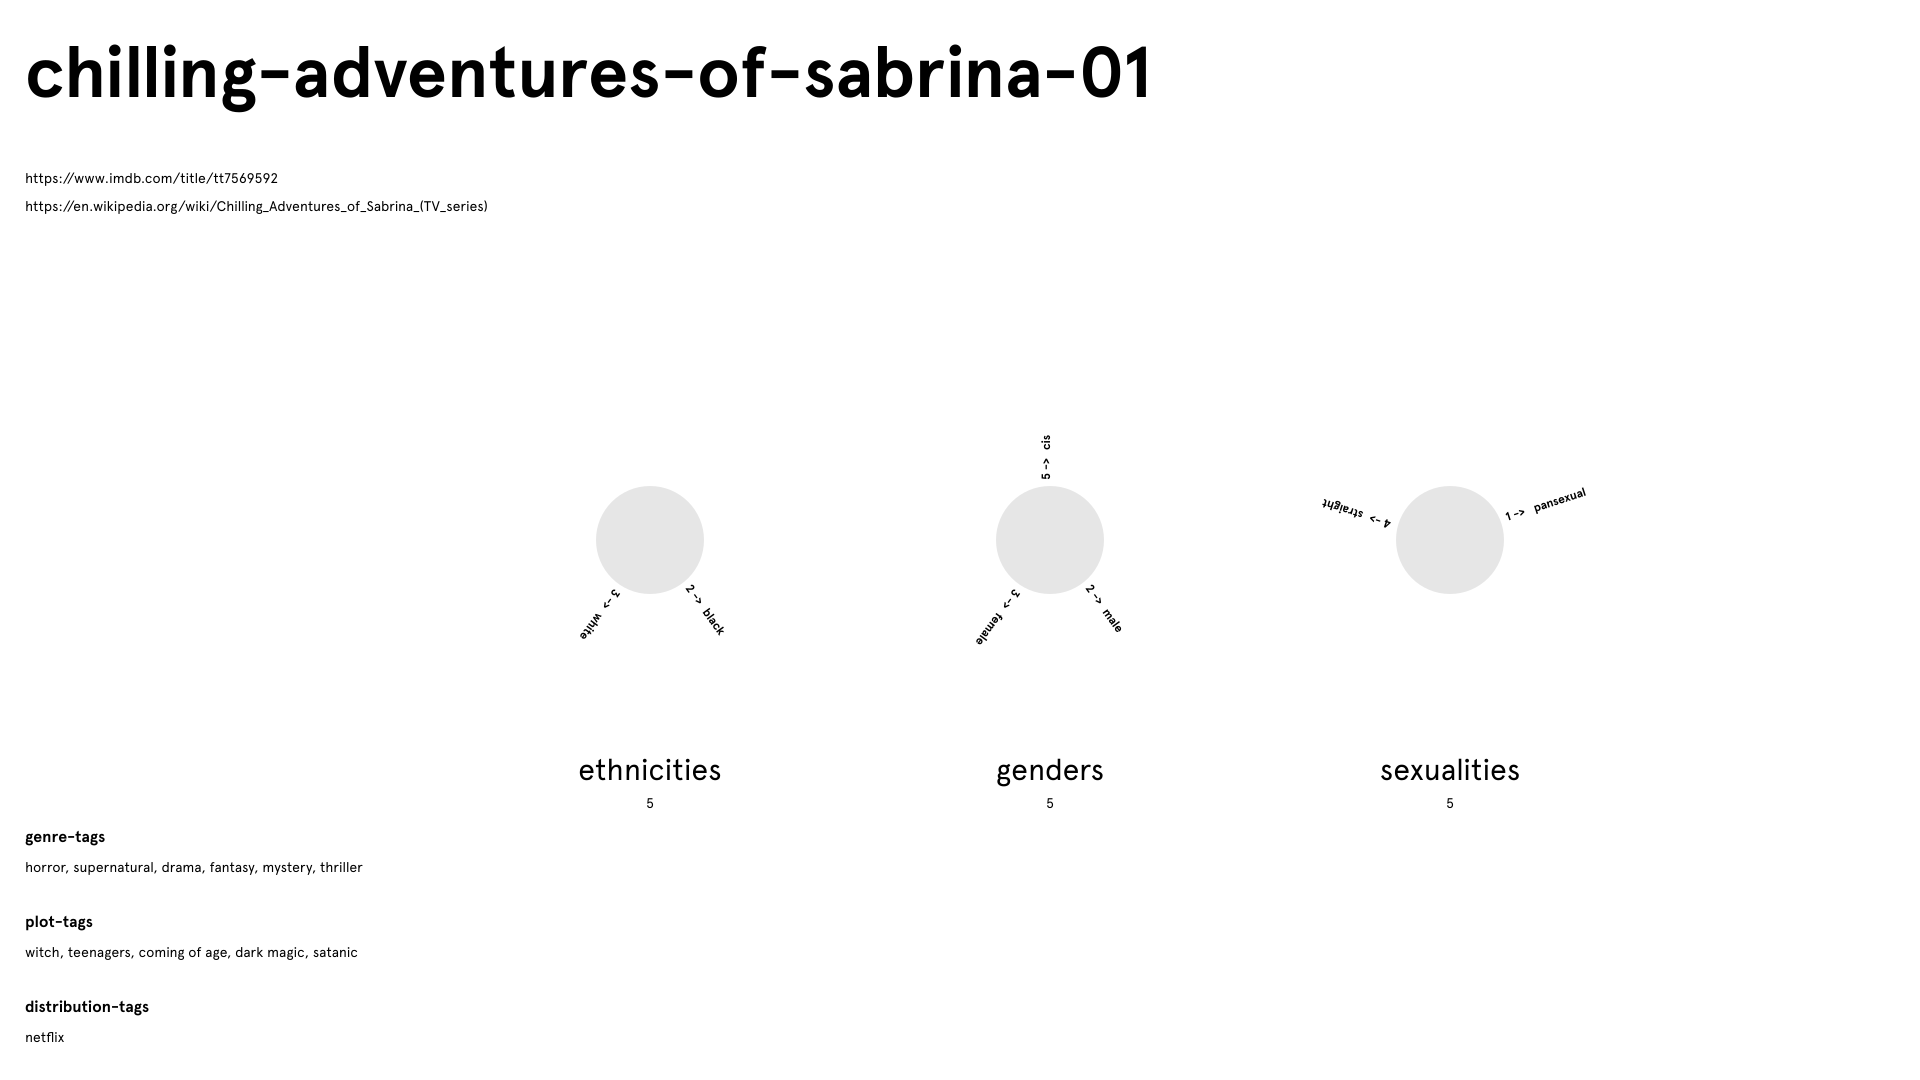 chilling-adventures-of-sabrina-01
https://www.imdb.com/title/tt7569592
https://en.wikipedia.org/wiki/Chilling_Adventures_of_Sabrina_(TV_series)
3 -> white
2 -> black
ethnicities
5
5 -> cis
3 -> female
2 -> male
genders
5
4 -> straight
1 -> pansexual
sexualities
5
genre-tags
horror, supernatural, drama, fantasy, mystery, thriller
plot-tags
witch, teenagers, coming of age, dark magic, satanic
distribution-tags
netflix